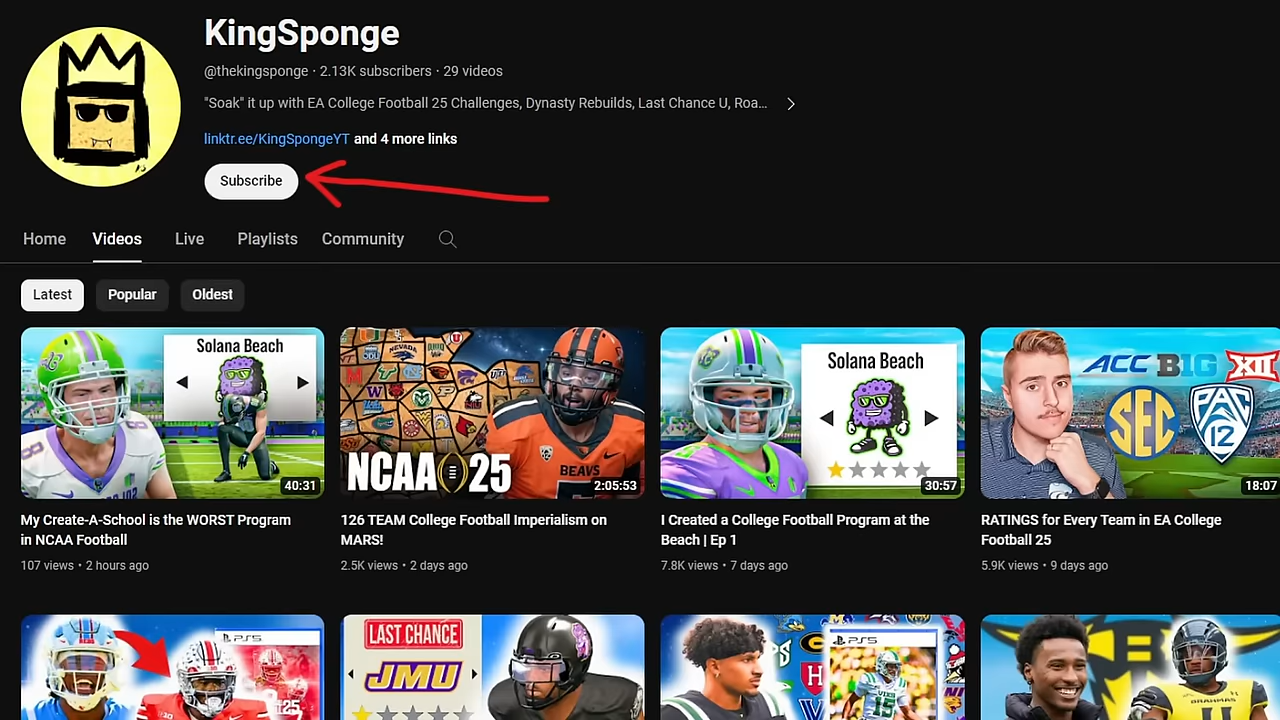 KingSponge
@thekingsponge · 2.13K subscribers · 29 videos
"Soak" it up with EA College Football 25 Challenges, Dynasty Rebuilds, Last Chance U, Roa...
linktr.ee/KingSpongeYT and 4 more links
Subscribe
Home Videos Live Playlists Community
Latest Popular Oldest
Solana Beach
8
40:31
NEVADA
ODU
NCAA 25
BEAVS
2:05:53
Solana Beach
30:57
ACC B1G XII
SEC
PAC
12
18:07
My Create-A-School is the WORST Program
in NCAA Football
107 views • 2 hours ago
126 TEAM College Football Imperialism on
MARS!
2.5K views • 2 days ago
I Created a College Football Program at the
Beach | Ep 1
7.8K views • 7 days ago
RATINGS for Every Team in EA College
Football 25
5.9K views • 9 days ago
PS5
25
LAST CHANCE
JMU
PS5
H
15
BRAHMAS